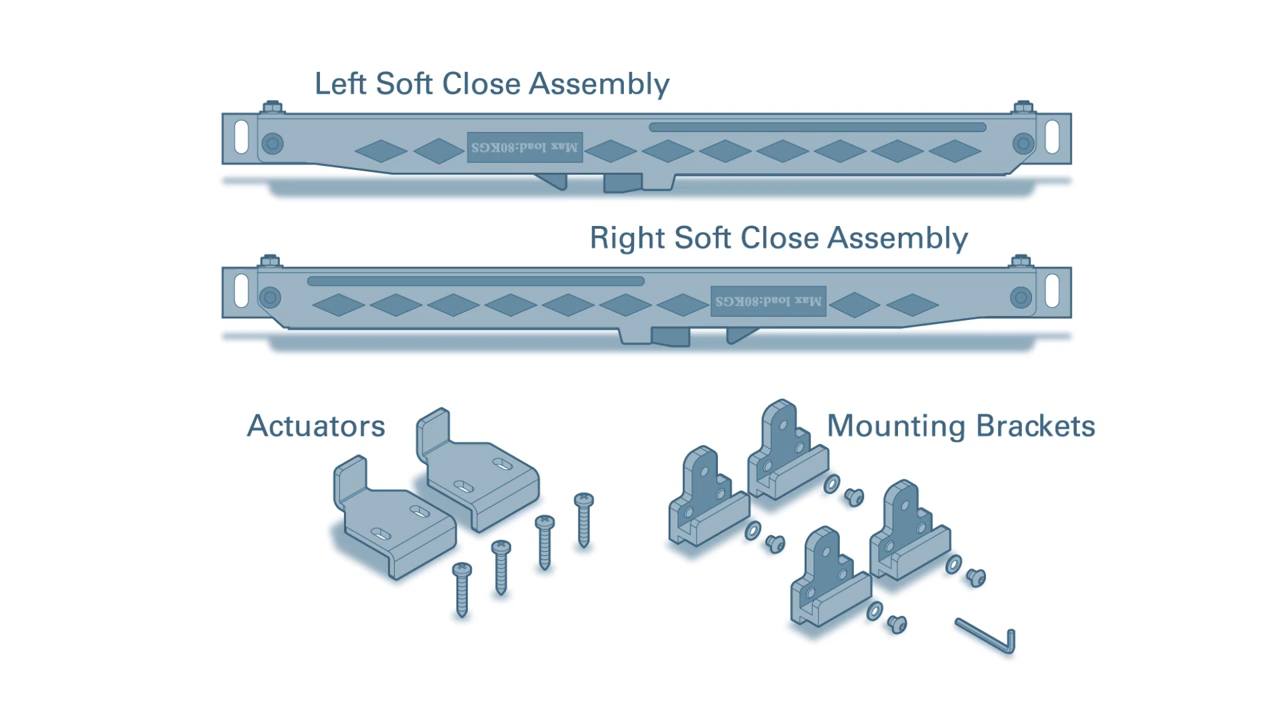 Left Soft Close Assembly
Max load:80KGS
Right Soft Close Assembly
Max load:80KGS
Actuators
Mounting Brackets